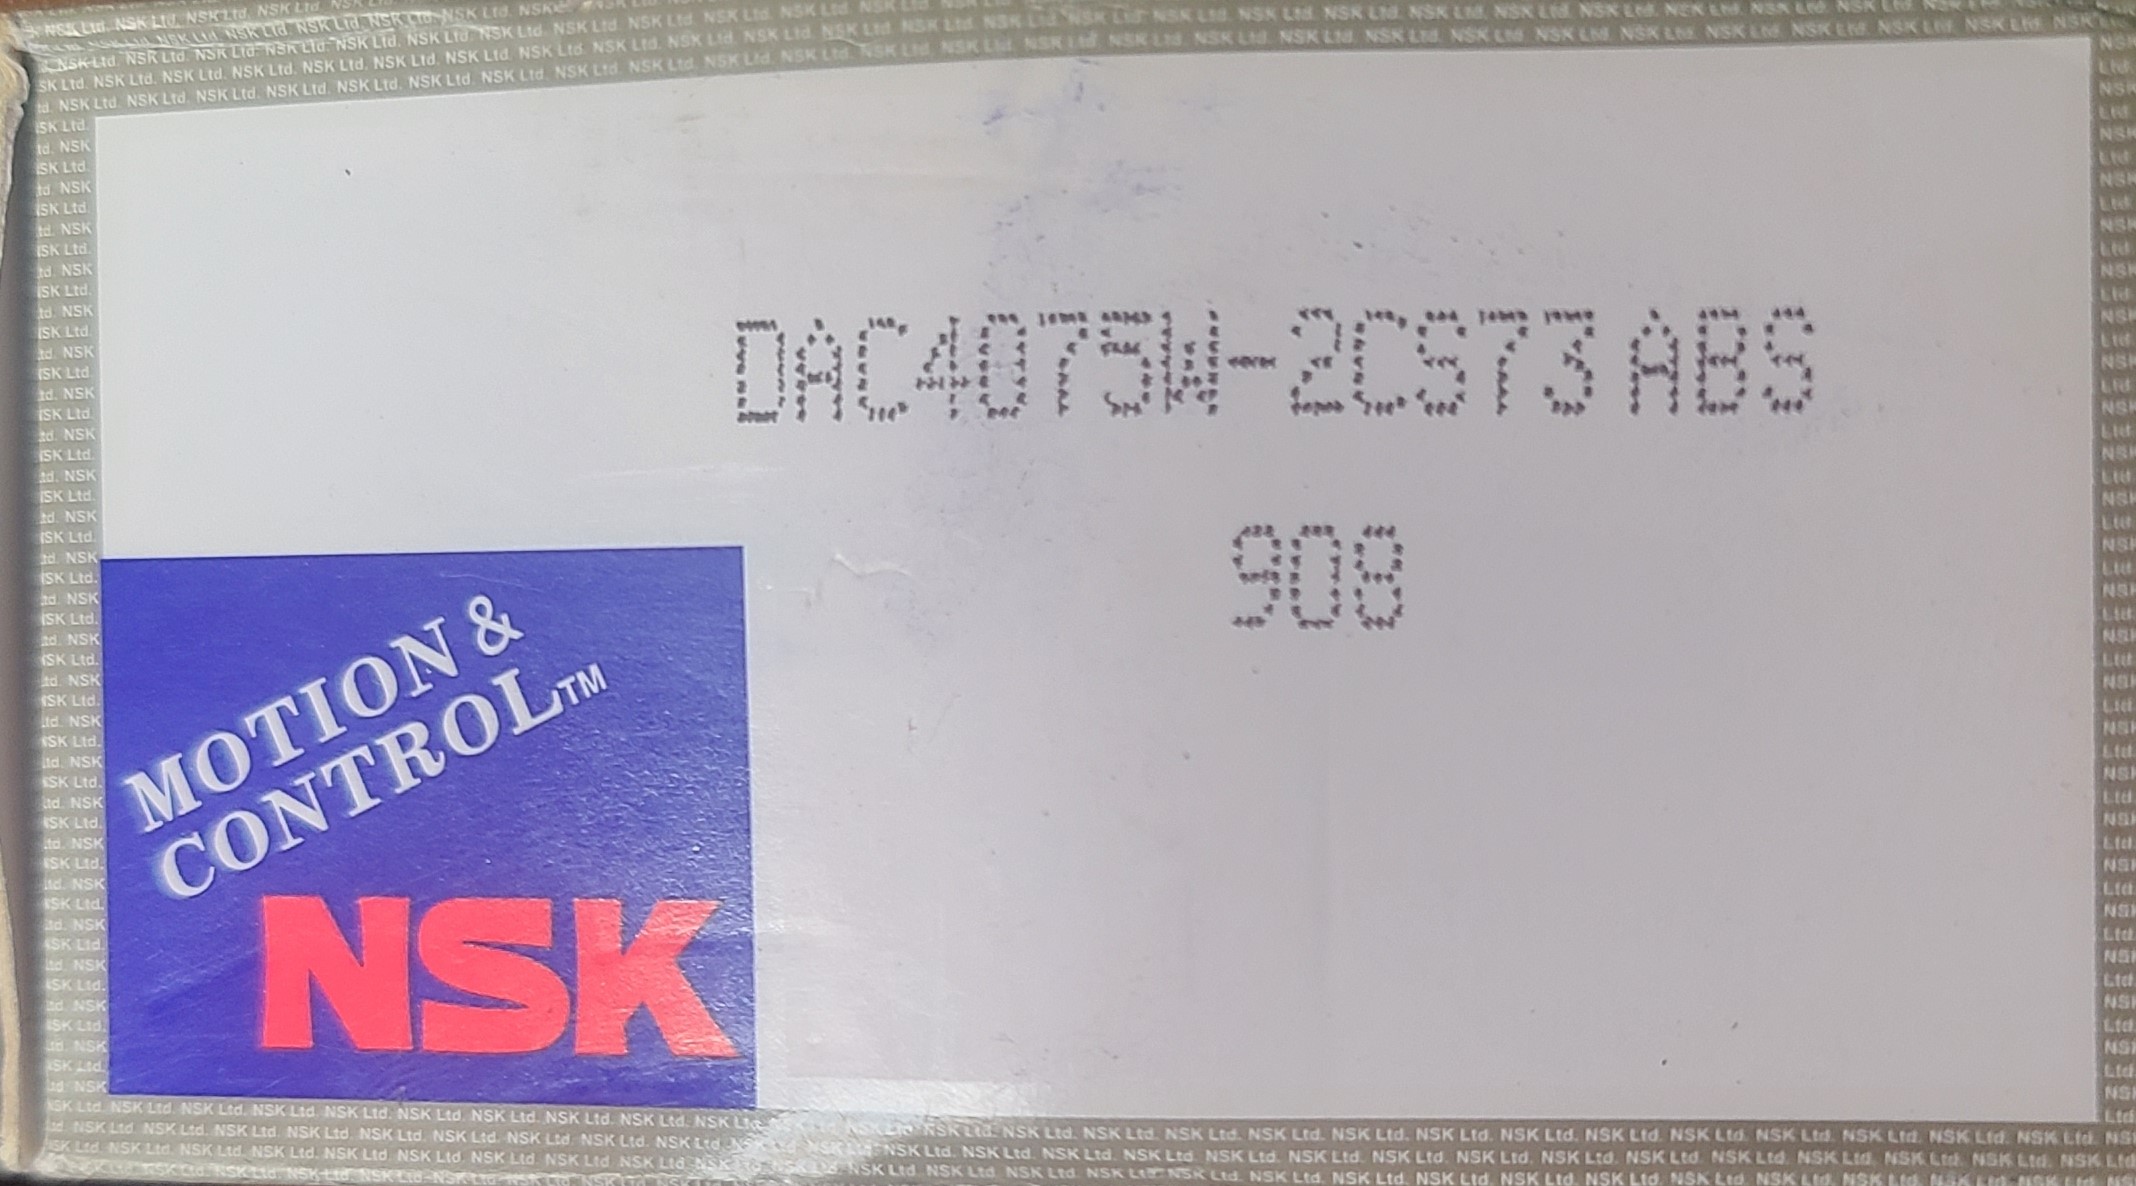 DAC4075W-2CS73 ABS
908
MOTION &
CONTROL™
NSK